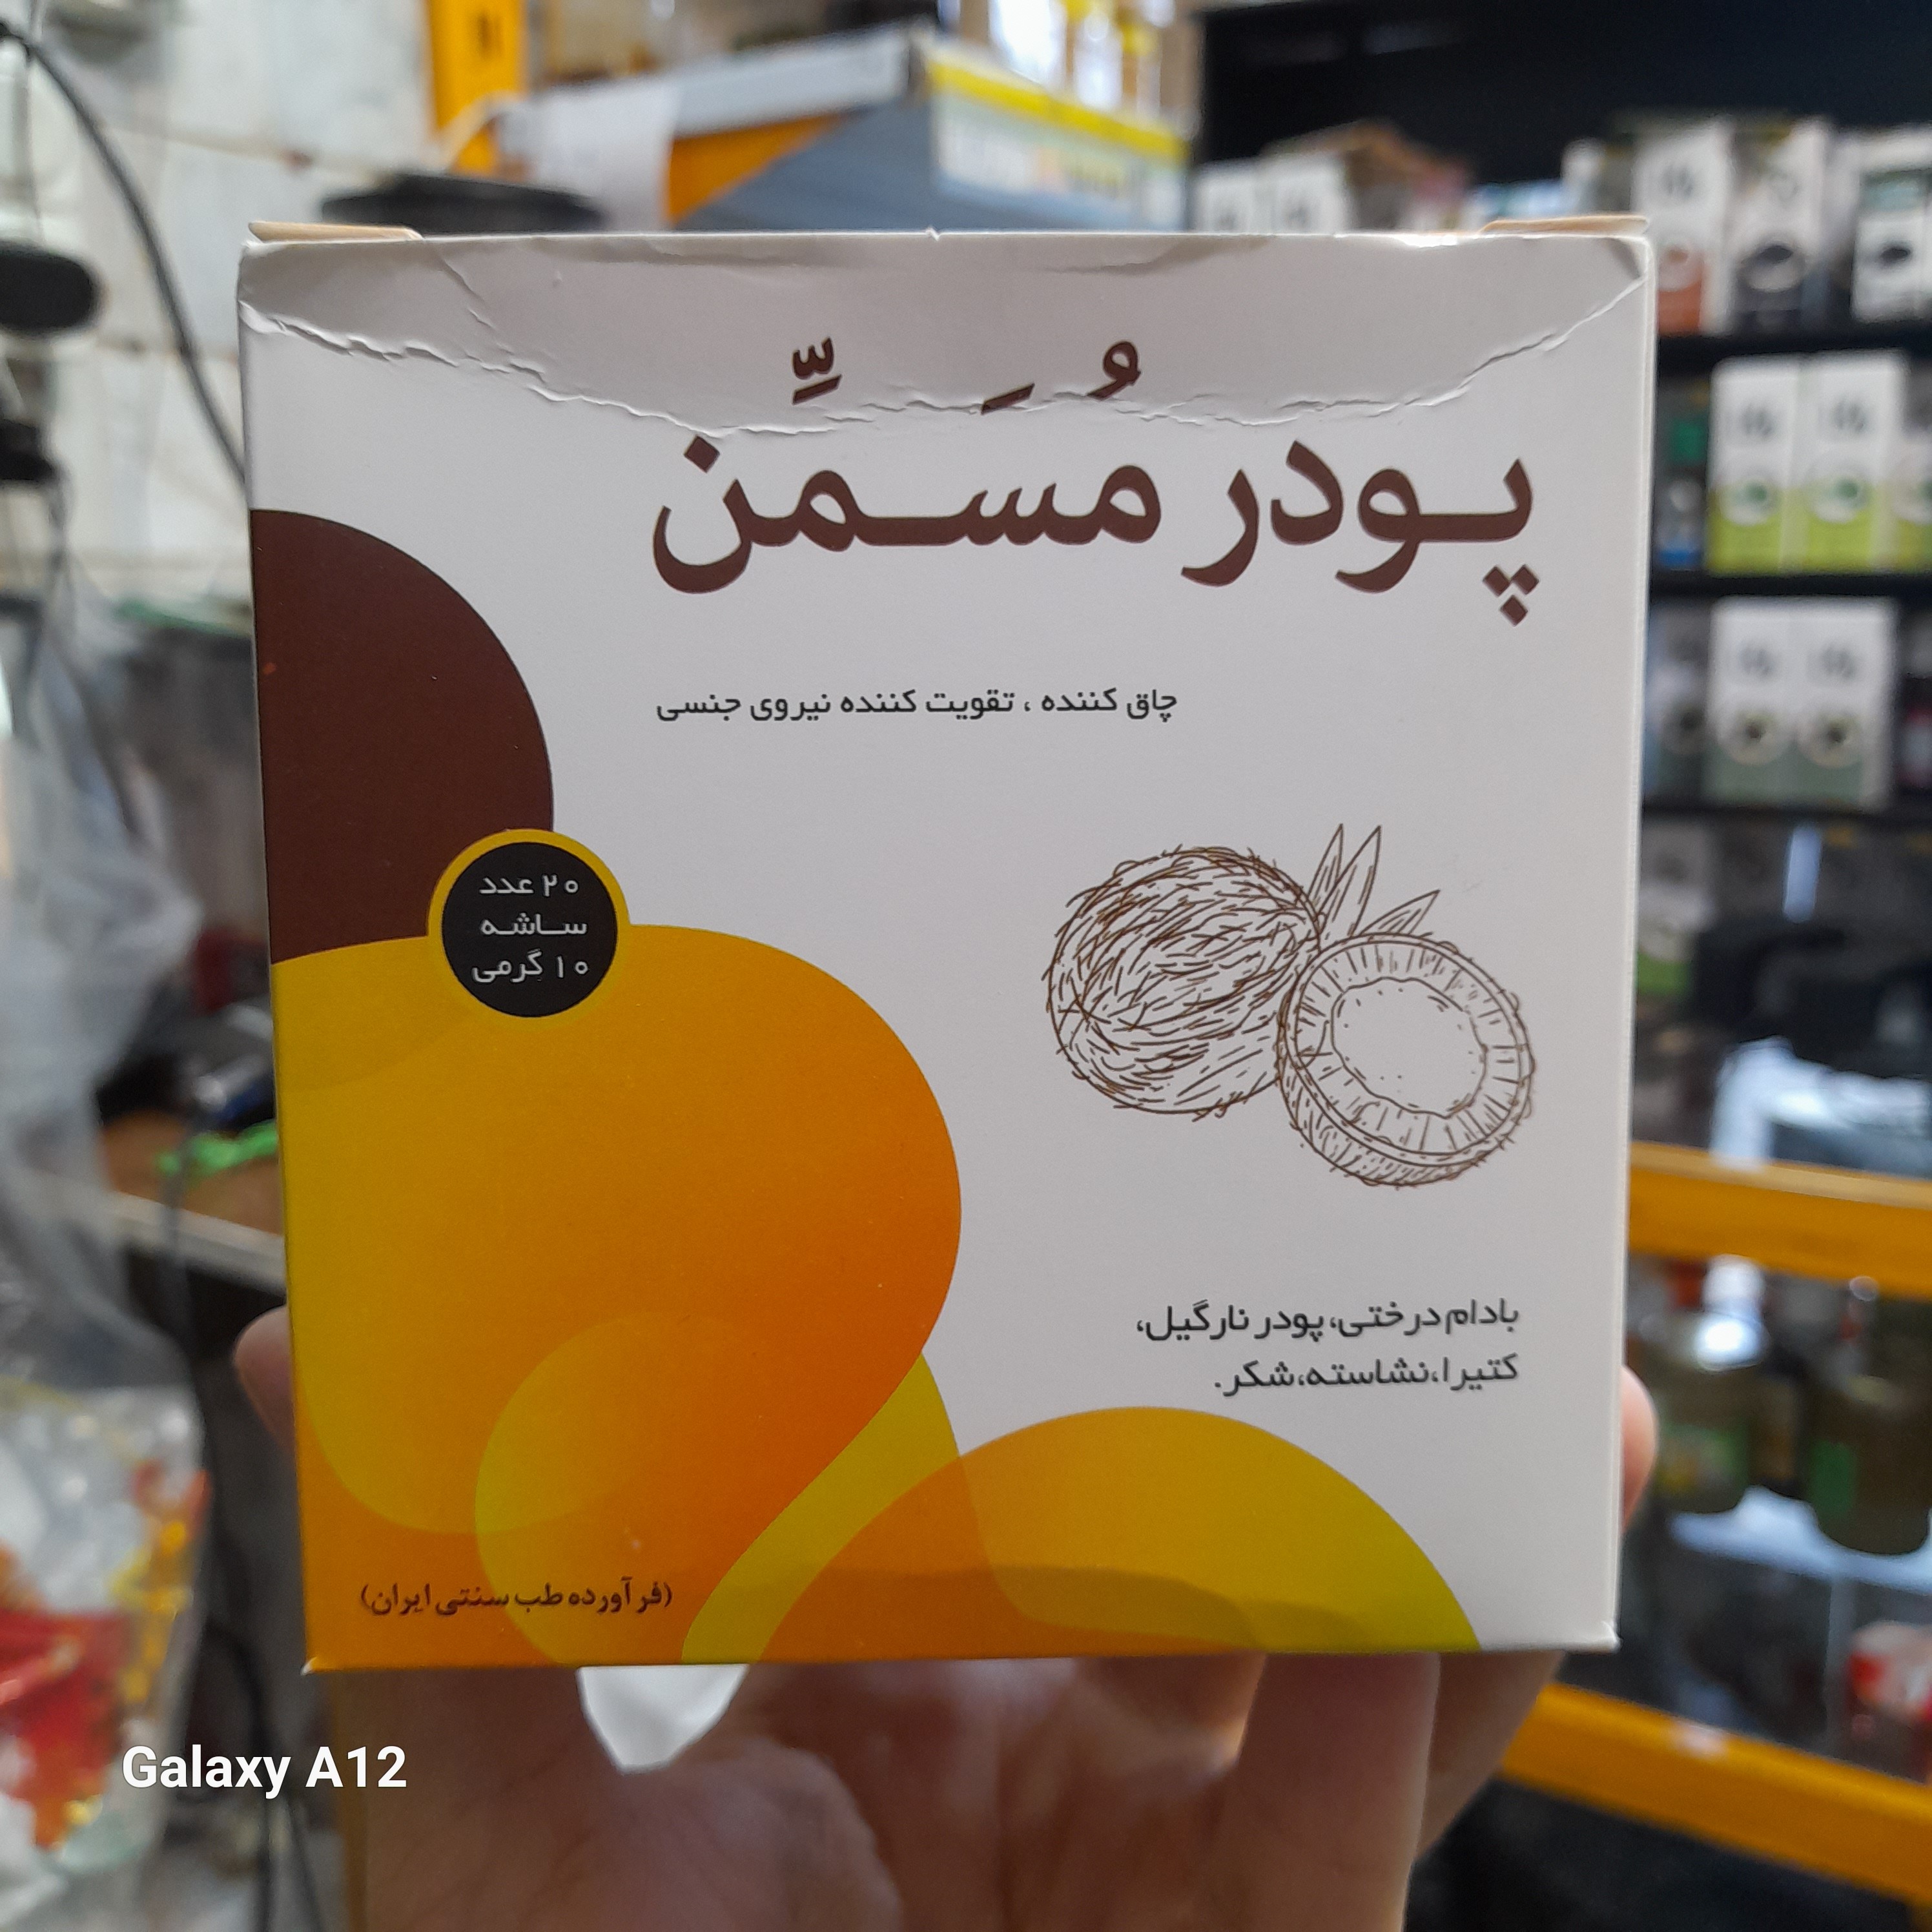 پودر مُسَمِّن
چاق کننده ، تقویت کننده نیروی جنسی
۲۰ عدد
ساشه
۱۰ گرمی
بادام درختی، پودر نارگیل،
کتیرا، نشاسته، شکر.
(فرآورده طب سنتی ایران)
Galaxy A12